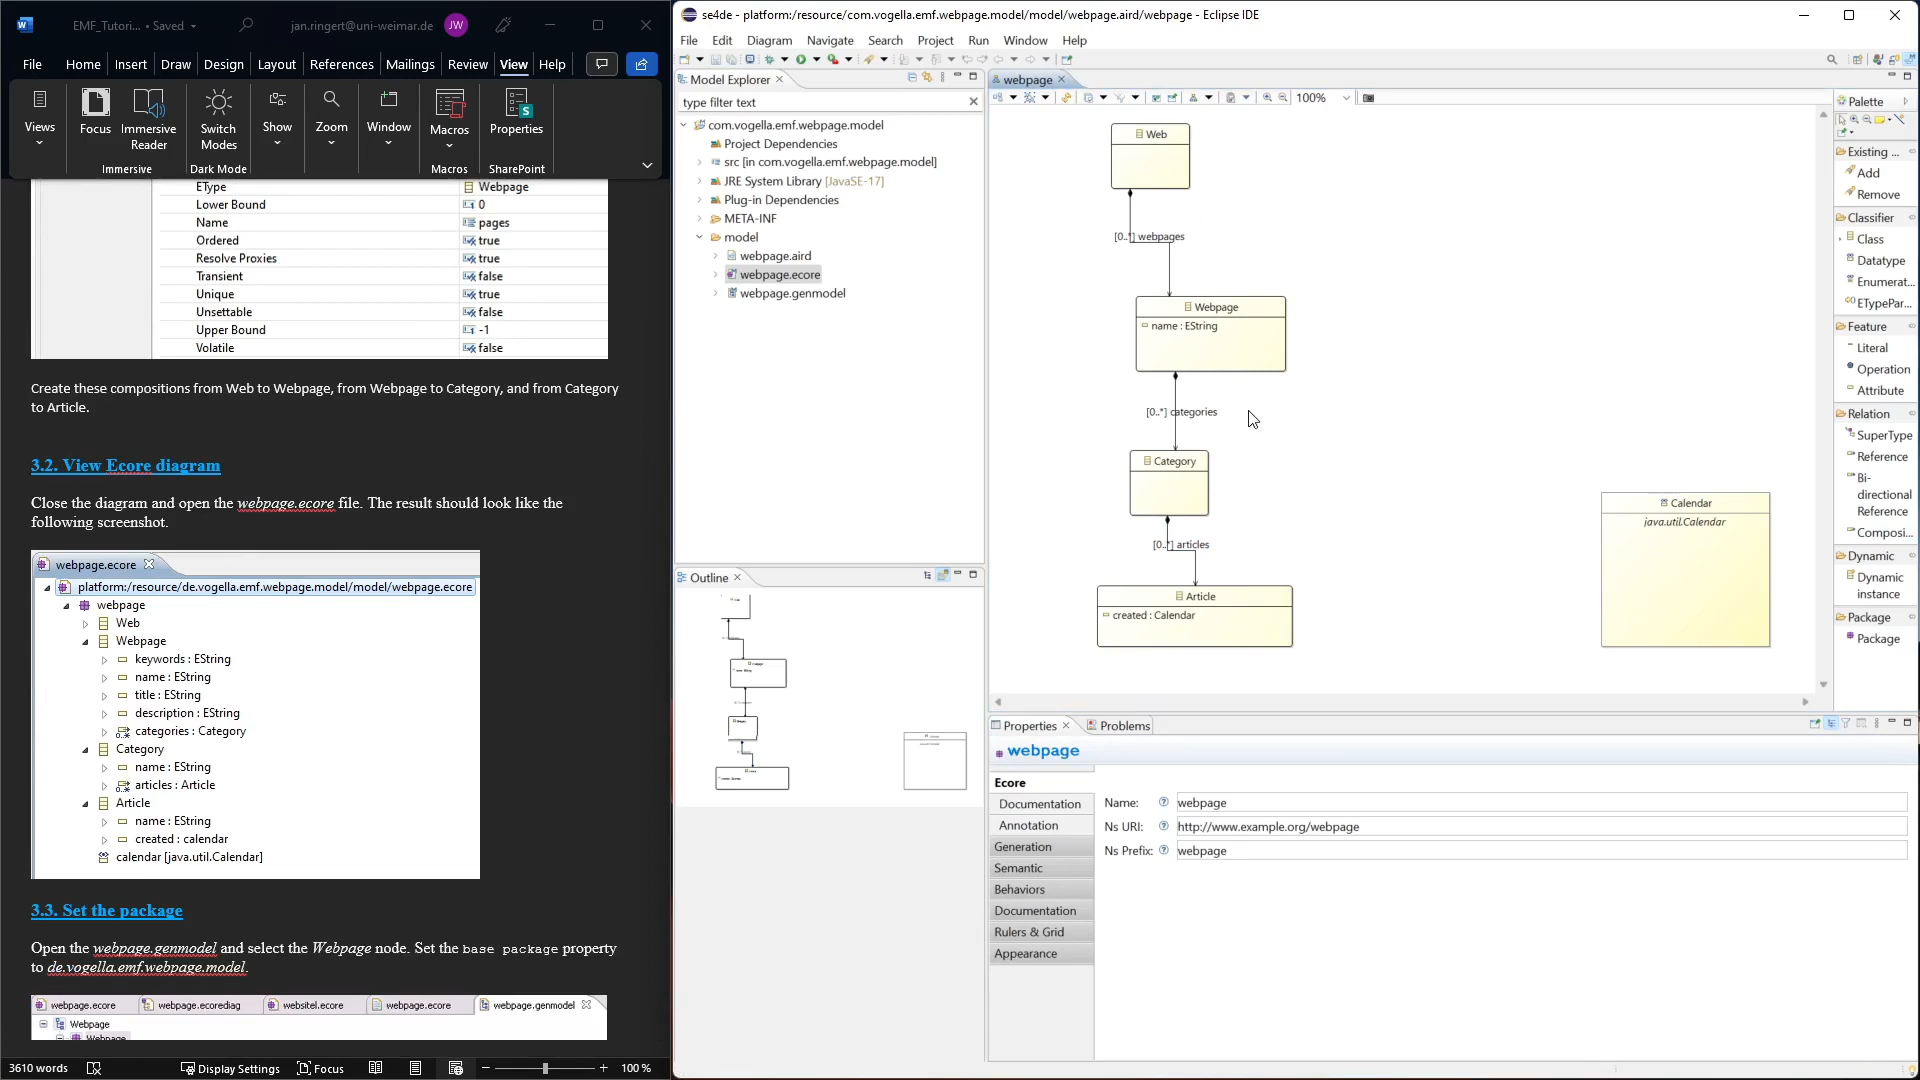 EMF_Tutori... • Saved
jan.ringert@uni-weimar.de
JW
File Home Insert Draw Design Layout References Mailings Review View Help
Views
Focus
Immersive Reader
Immersive
Switch Modes
Dark Mode
Show
Zoom
Window
Macros
Macros
Properties
SharePoint
EType Webpage
Lower Bound 0
Name pages
Ordered true
Resolve Proxies true
Transient false
Unique true
Unsettable false
Upper Bound -1
Volatile false
Create these compositions from Web to Webpage, from Webpage to Category, and from Category
to Article.
3.2. View Ecore diagram
Close the diagram and open the webpage.ecore file. The result should look like the
following screenshot.
webpage.ecore
platform:/resource/de.vogella.emf.webpage.model/model/webpage.ecore
webpage
Web
Webpage
keywords : EString
name : EString
title : EString
description : EString
categories : Category
Category
name : EString
articles : Article
Article
name : EString
created : calendar
calendar [java.util.Calendar]
3.3. Set the package
Open the webpage.genmodel and select the Webpage node. Set the base package property
to de.vogella.emf.webpage.model.
webpage.ecore webpage.ecorediag websitel.ecore webpage.ecore webpage.genmodel
Webpage
Webpage
3610 words Display Settings Focus 100 %
se4de - platform:/resource/com.vogella.emf.webpage.model/model/webpage.aird/webpage - Eclipse IDE
File Edit Diagram Navigate Search Project Run Window Help
Model Explorer
type filter text
com.vogella.emf.webpage.model
Project Dependencies
src [in com.vogella.emf.webpage.model]
JRE System Library [JavaSE-17]
Plug-in Dependencies
META-INF
model
webpage.aird
webpage.ecore
webpage.genmodel
Outline
webpage
100%
Web
[0..*] webpages
Webpage
name : EString
[0..*] categories
Category
[0..*] articles
Article
created : Calendar
Calendar
java.util.Calendar
Palette
Existing ...
Add
Remove
Classifier
Class
Datatype
Enumerat...
ETypePar...
Feature
Literal
Operation
Attribute
Relation
SuperType
Reference
Bi-
directional
Reference
Composi...
Dynamic
Dynamic
instance
Package
Package
Properties Problems
webpage
Ecore
Documentation
Annotation
Generation
Semantic
Behaviors
Documentation
Rulers & Grid
Appearance
Name: webpage
Ns URI: http://www.example.org/webpage
Ns Prefix: webpage